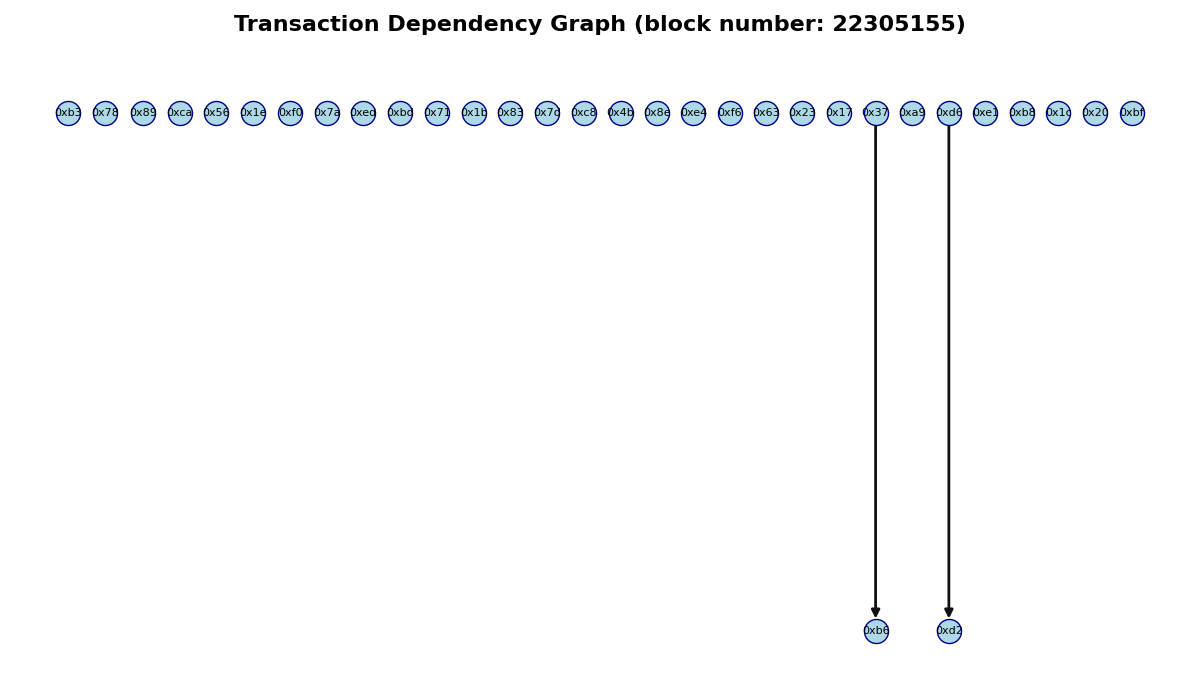 Transaction Dependency Graph (block number: 22305155)
0xb3 0x78 0x89 0xca 0x56 0x1e 0xf0 0x7a 0xed 0xbd 0x71 0x1b 0x83 0x7d 0xc8 0x4b 0x8e 0xe4 0xf6 0x63 0x23 0x17 0x37 0xa9 0xd6 0xe1 0xb8 0x1c 0x20 0xbf
0xb6 0xd2